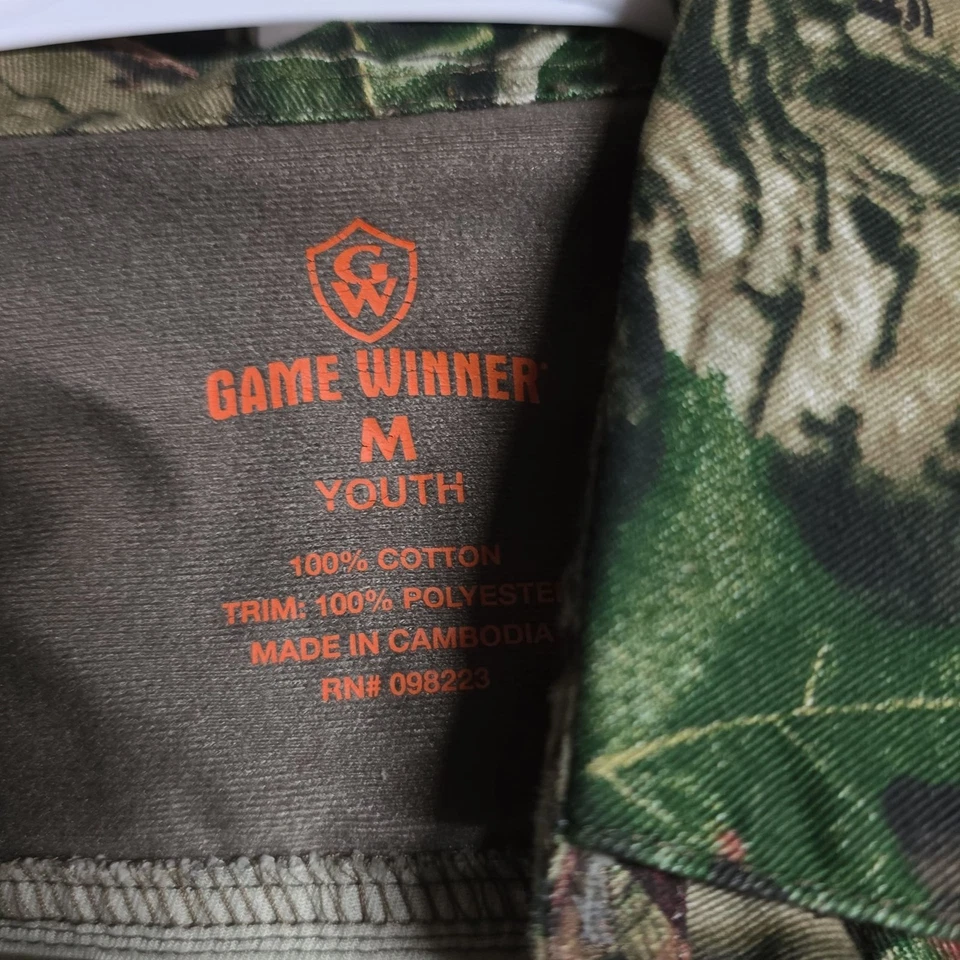 GW
GAME WINNER
M
YOUTH
100% COTTON
TRIM: 100% POLYESTE
MADE IN CAMBODIA
RN# 098223